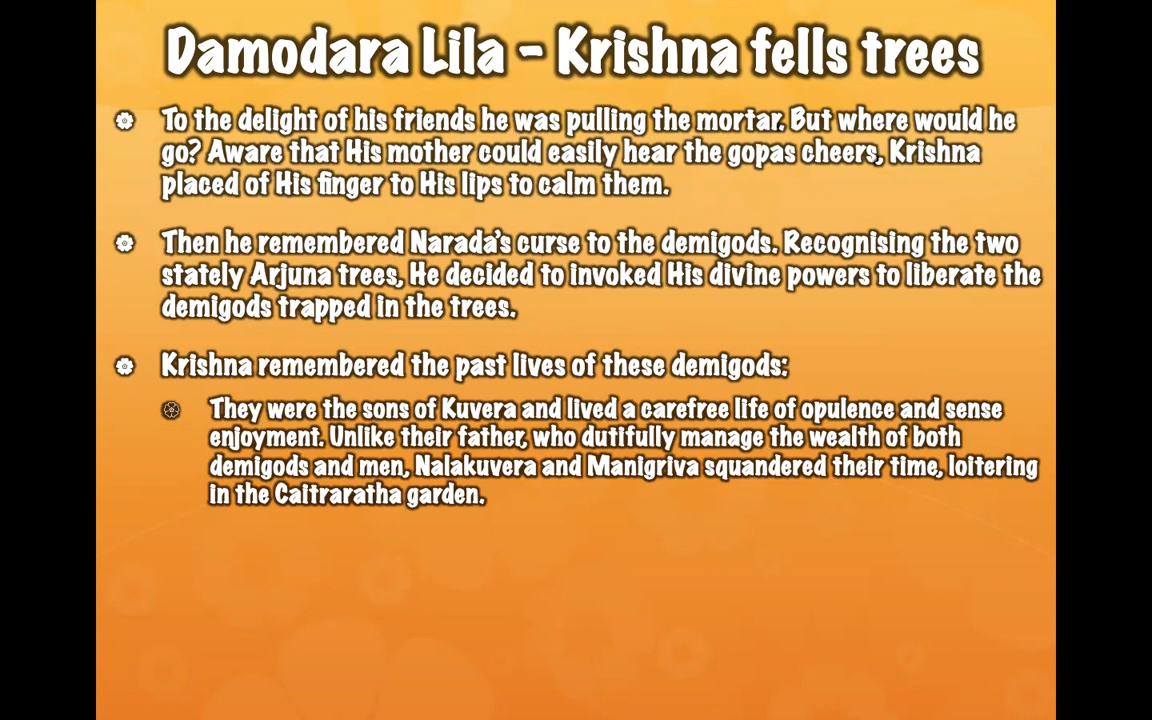 Damodara Lila - Krishna fells trees
To the delight of his friends he was pulling the mortar. But where would he
go? Aware that His mother could easily hear the gopas cheers, Krishna
placed of His finger to His lips to calm them.
Then he remembered Narada's curse to the demigods. Recognising the two
stately Arjuna trees, He decided to invoked His divine powers to liberate the
demigods trapped in the trees.
Krishna remembered the past lives of these demigods:
They were the sons of Kuvera and lived a carefree life of opulence and sense
enjoyment. Unlike their father, who dutifully manage the wealth of both
demigods and men, Nalakuvera and Manigriva squandered their time, loitering
in the Caitraratha garden.